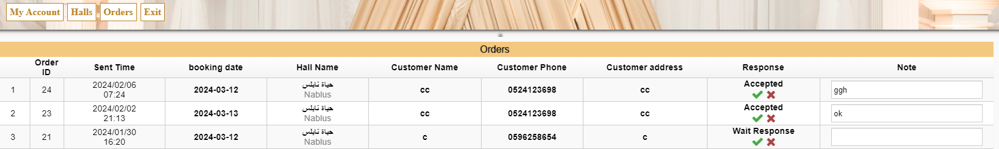 My Account Halls Orders Exit
Orders
Order ID Sent Time booking date Hall Name Customer Name Customer Phone Customer address Response Note
1 24 2024/02/06 07:24 2024-03-12 حياة نابلس Nablus cc 0524123698 cc Accepted ggh
2 23 2024/02/02 21:13 2024-03-13 حياة نابلس Nablus cc 0524123698 cc Accepted ok
3 21 2024/01/30 16:20 2024-03-12 حياة نابلس Nablus c 0596258654 c Wait Response